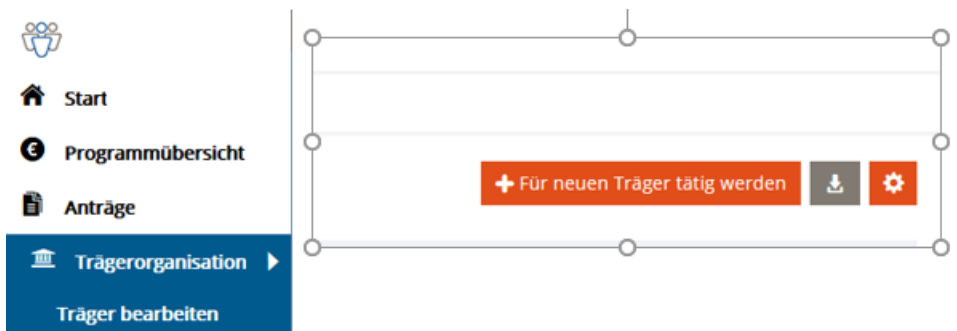 Start
Programmübersicht
Anträge
Trägerorganisation
Träger bearbeiten
Für neuen Träger tätig werden